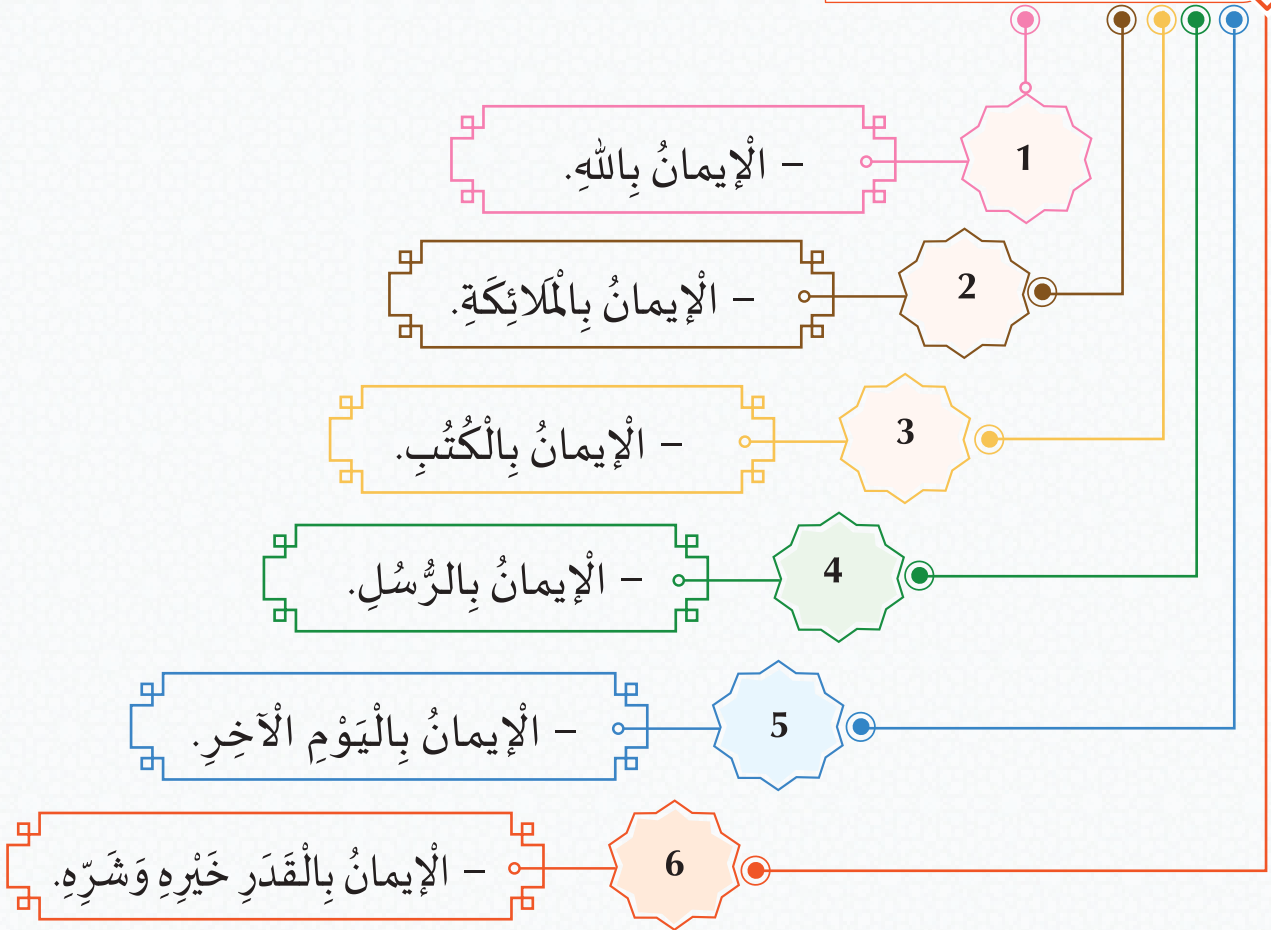 1 – الْإيمانُ بِاللهِ.
2 – الْإيمانُ بِالْمَلائِكَةِ.
3 – الْإيمانُ بِالْكُتُبِ.
4 – الْإيمانُ بِالرُّسُلِ.
5 – الْإيمانُ بِالْيَوْمِ الْآخِرِ.
6 – الْإيمانُ بِالْقَدَرِ خَيْرِهِ وَشَرِّهِ.